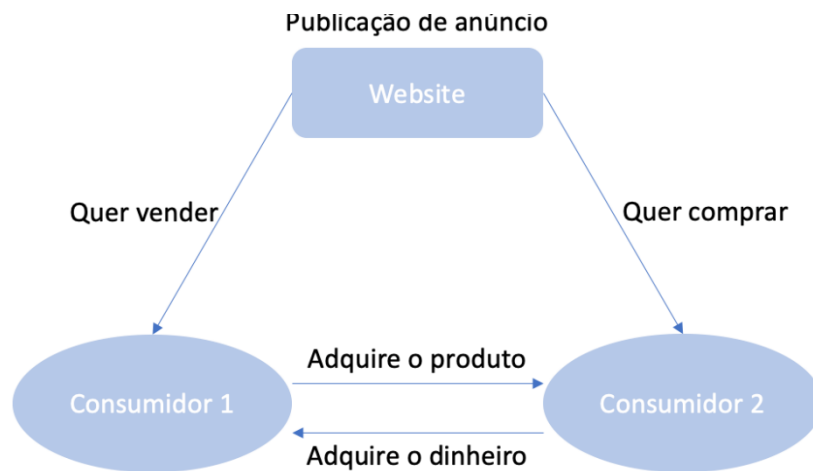 Publicação de anúncio
Website
Quer vender
Quer comprar
Adquire o produto
Consumidor 1
Consumidor 2
Adquire o dinheiro